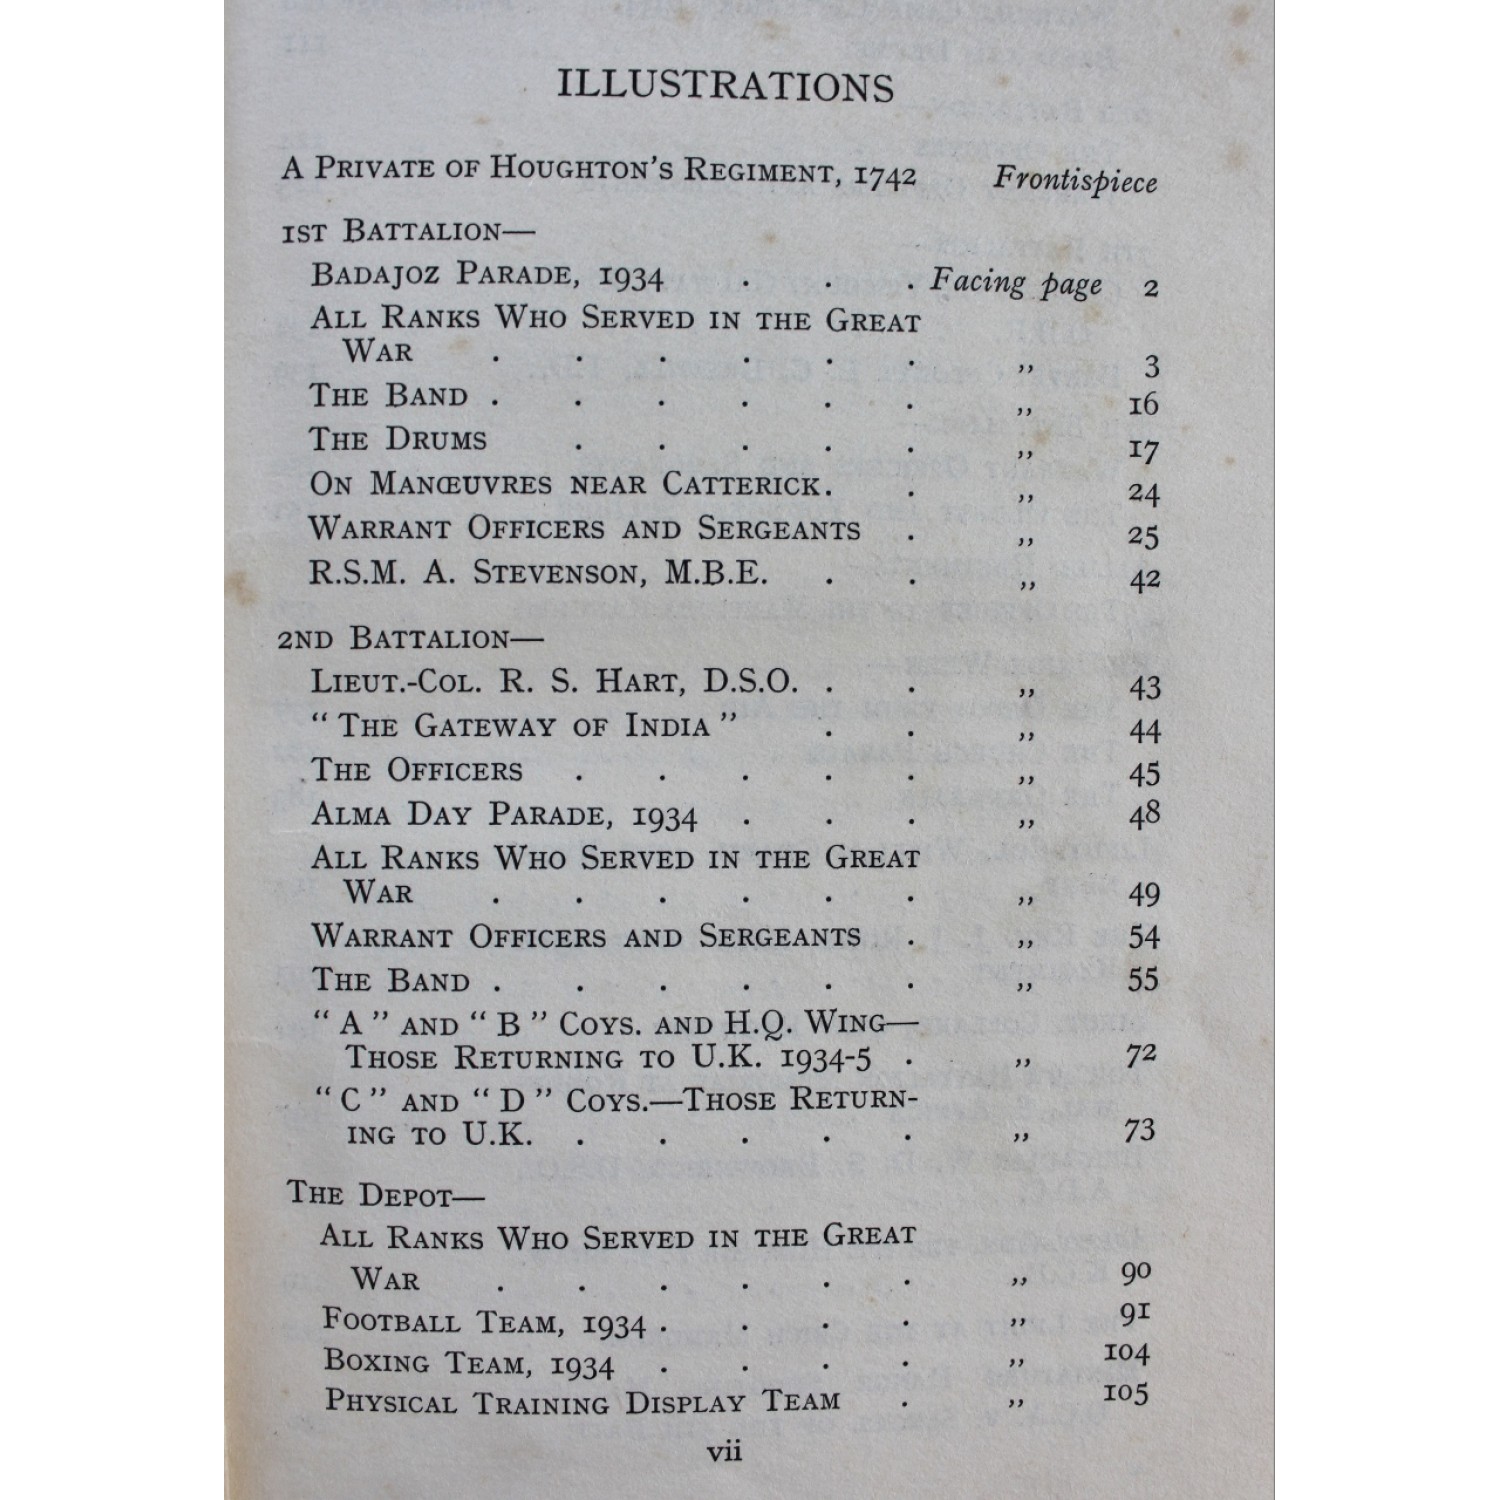 ILLUSTRATIONS
A Private of Houghton's Regiment, 1742 Frontispiece
1st Battalion—
Badajoz Parade, 1934 . . . Facing page 2
All Ranks Who Served in the Great
War . . . . . . ,, 3
The Band . . . . . . ,, 16
The Drums . . . . . ,, 17
On Manœuvres near Catterick. . ,, 24
Warrant Officers and Sergeants . ,, 25
R.S.M. A. Stevenson, M.B.E. . . ,, 42
2nd Battalion—
Lieut.-Col. R. S. Hart, D.S.O. . . ,, 43
" The Gateway of India " . . ,, 44
The Officers . . . . . ,, 45
Alma Day Parade, 1934 . . . ,, 48
All Ranks Who Served in the Great
War . . . . . . ,, 49
Warrant Officers and Sergeants . ,, 54
The Band . . . . . . ,, 55
" A " and " B " Coys. and H.Q. Wing—
Those Returning to U.K. 1934-5 . ,, 72
" C " and " D " Coys.—Those Return-
ing to U.K. . . . . . ,, 73
The Depot—
All Ranks Who Served in the Great
War . . . . . . ,, 90
Football Team, 1934 . . . . ,, 91
Boxing Team, 1934 . . . . ,, 104
Physical Training Display Team . ,, 105
vii